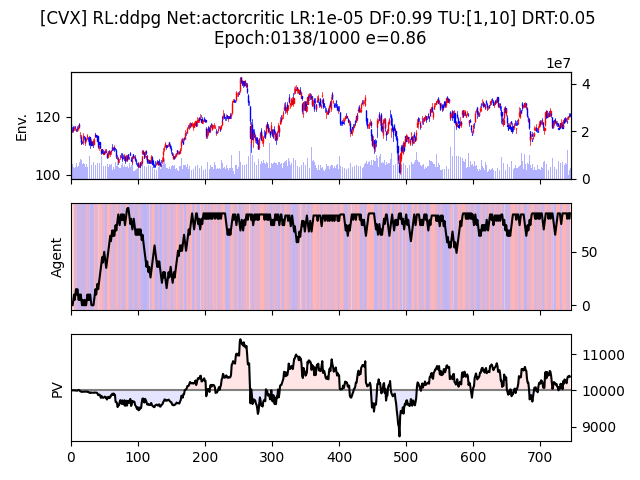 [CVX] RL:ddpg Net:actorcritic LR:1e-05 DF:0.99 TU:[1,10] DRT:0.05
Epoch:0138/1000 e=0.86
1e7
Env.
120
100
4
2
0
Agent
50
0
PV
11000
10000
9000
0 100 200 300 400 500 600 700